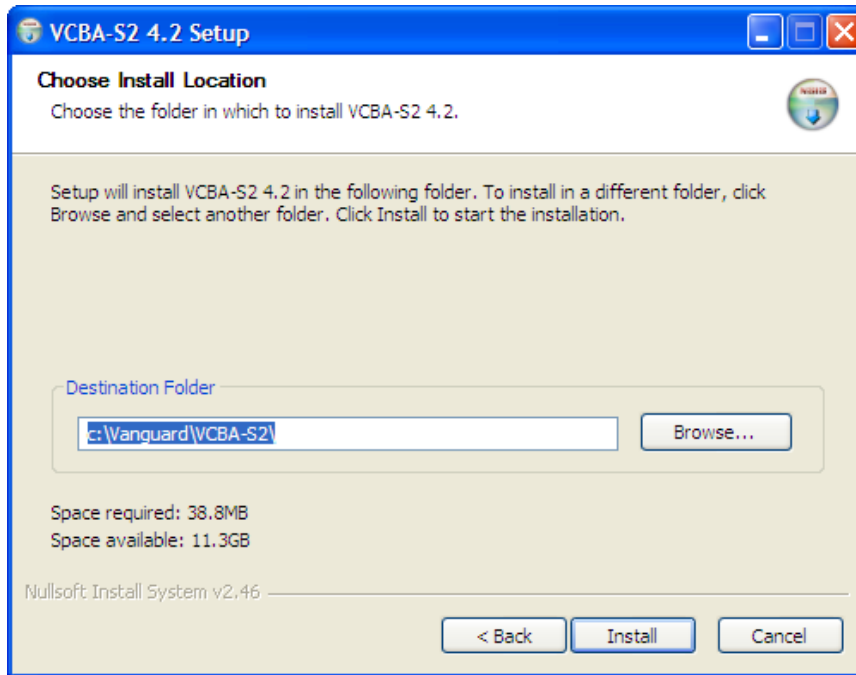 VCBA-S2 4.2 Setup
Choose Install Location
Choose the folder in which to install VCBA-S2 4.2.
Setup will install VCBA-S2 4.2 in the following folder. To install in a different folder, click
Browse and select another folder. Click Install to start the installation.
Destination Folder
c:\Vanguard\VCBA-S2\
Browse...
Space required: 38.8MB
Space available: 11.3GB
Nullsoft Install System v2.46
< Back
Install
Cancel